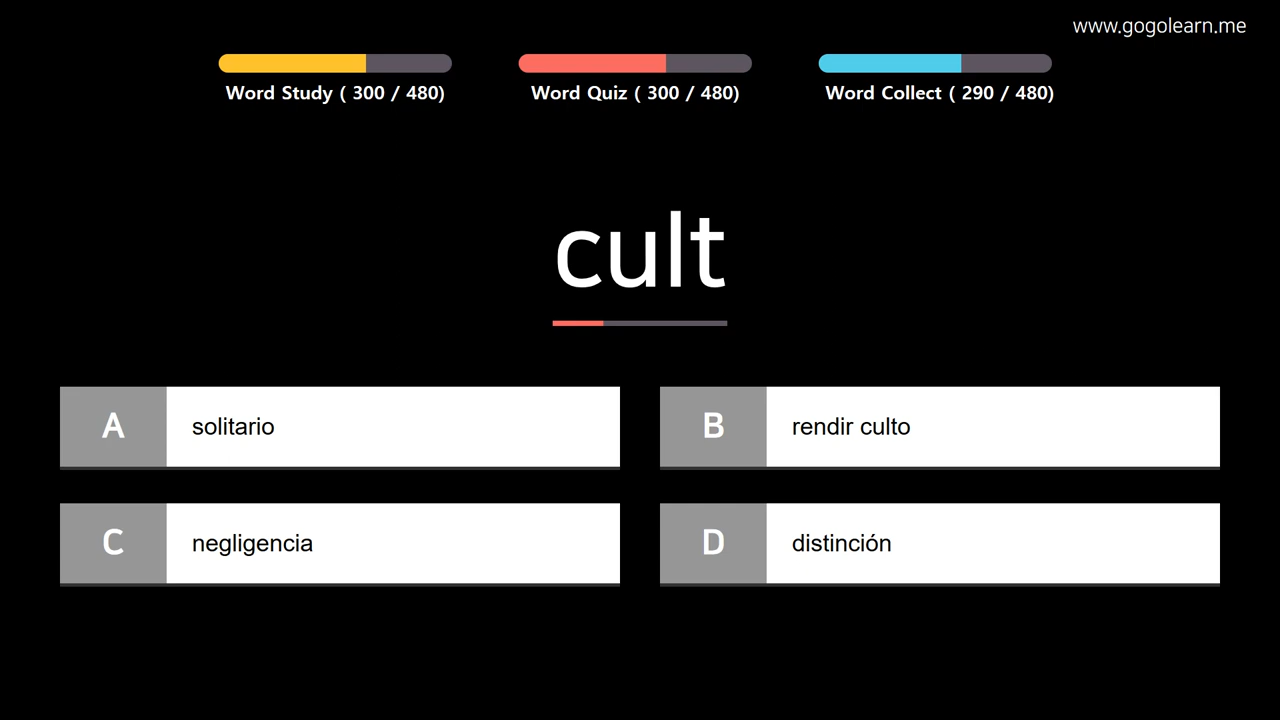 www.gogolearn.me
Word Study ( 300 / 480)
Word Quiz ( 300 / 480)
Word Collect ( 290 / 480)
cult
A
solitario
B
rendir culto
C
negligencia
D
distinción